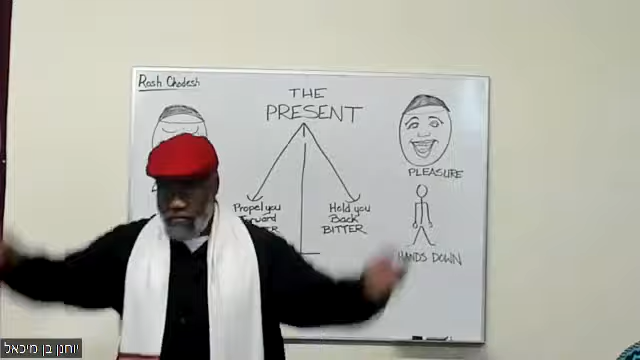 Rosh Chodesh
THE
PRESENT
PLEASURE
Propel you
Forward
Hold you
Back
BITTER
HANDS DOWN
יוחנן בן מיכאל